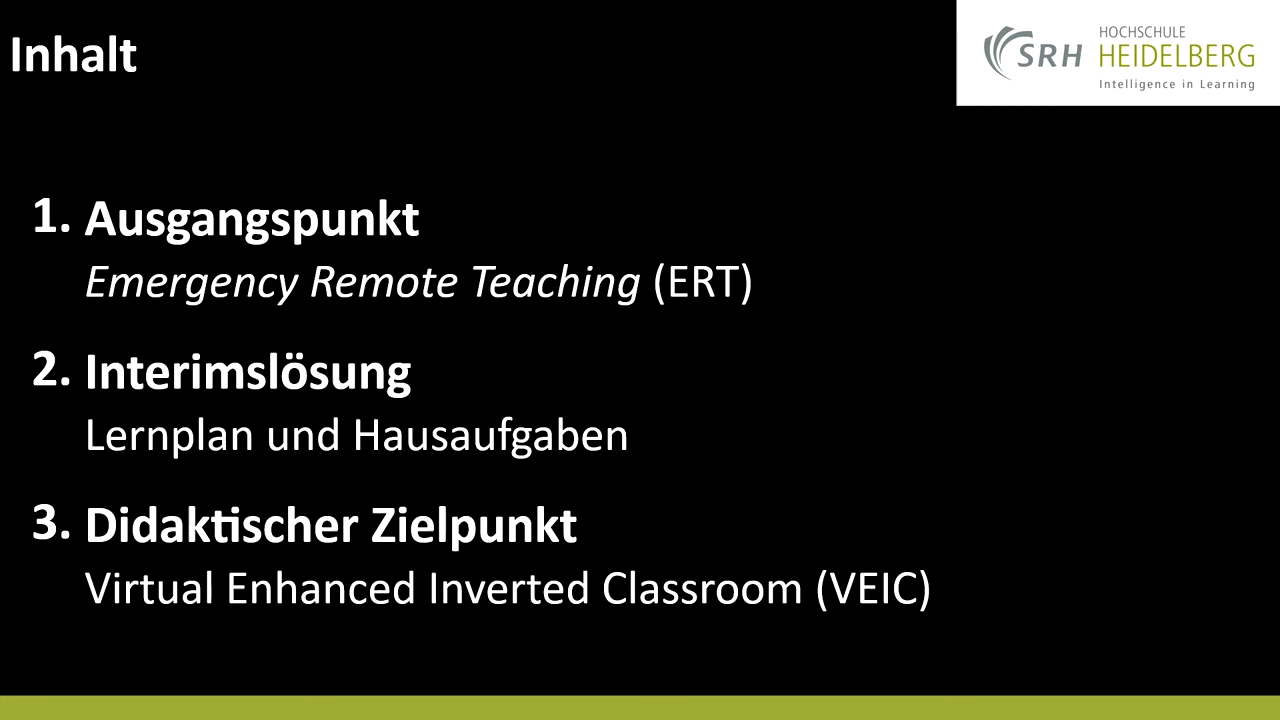 Inhalt
SRH HOCHSCHULE HEIDELBERG
Intelligence in Learning
1. Ausgangspunkt
Emergency Remote Teaching (ERT)
2. Interimslösung
Lernplan und Hausaufgaben
3. Didaktischer Zielpunkt
Virtual Enhanced Inverted Classroom (VEIC)